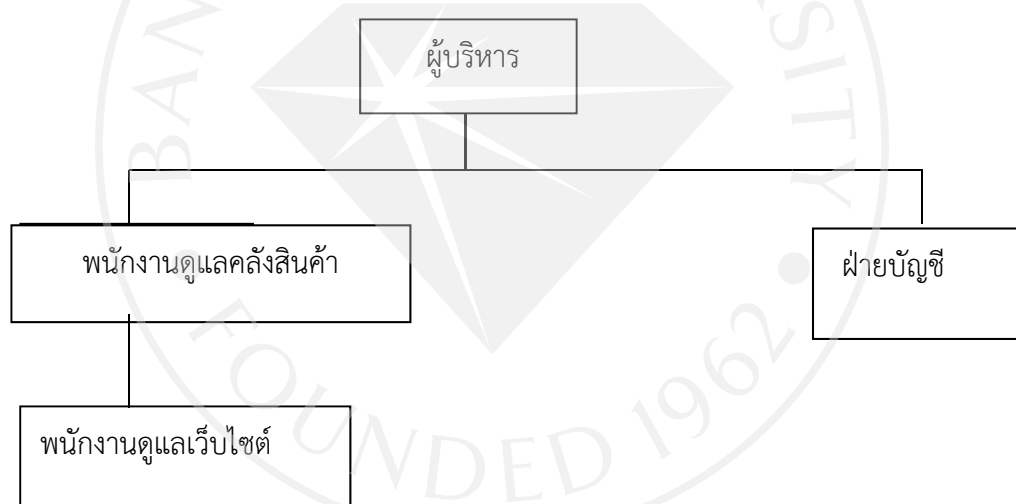 ผู้บริหาร
พนักงานดูแลคลังสินค้า
ฝ่ายบัญชี
พนักงานดูแลเว็บไซต์
FOUNDED 1962